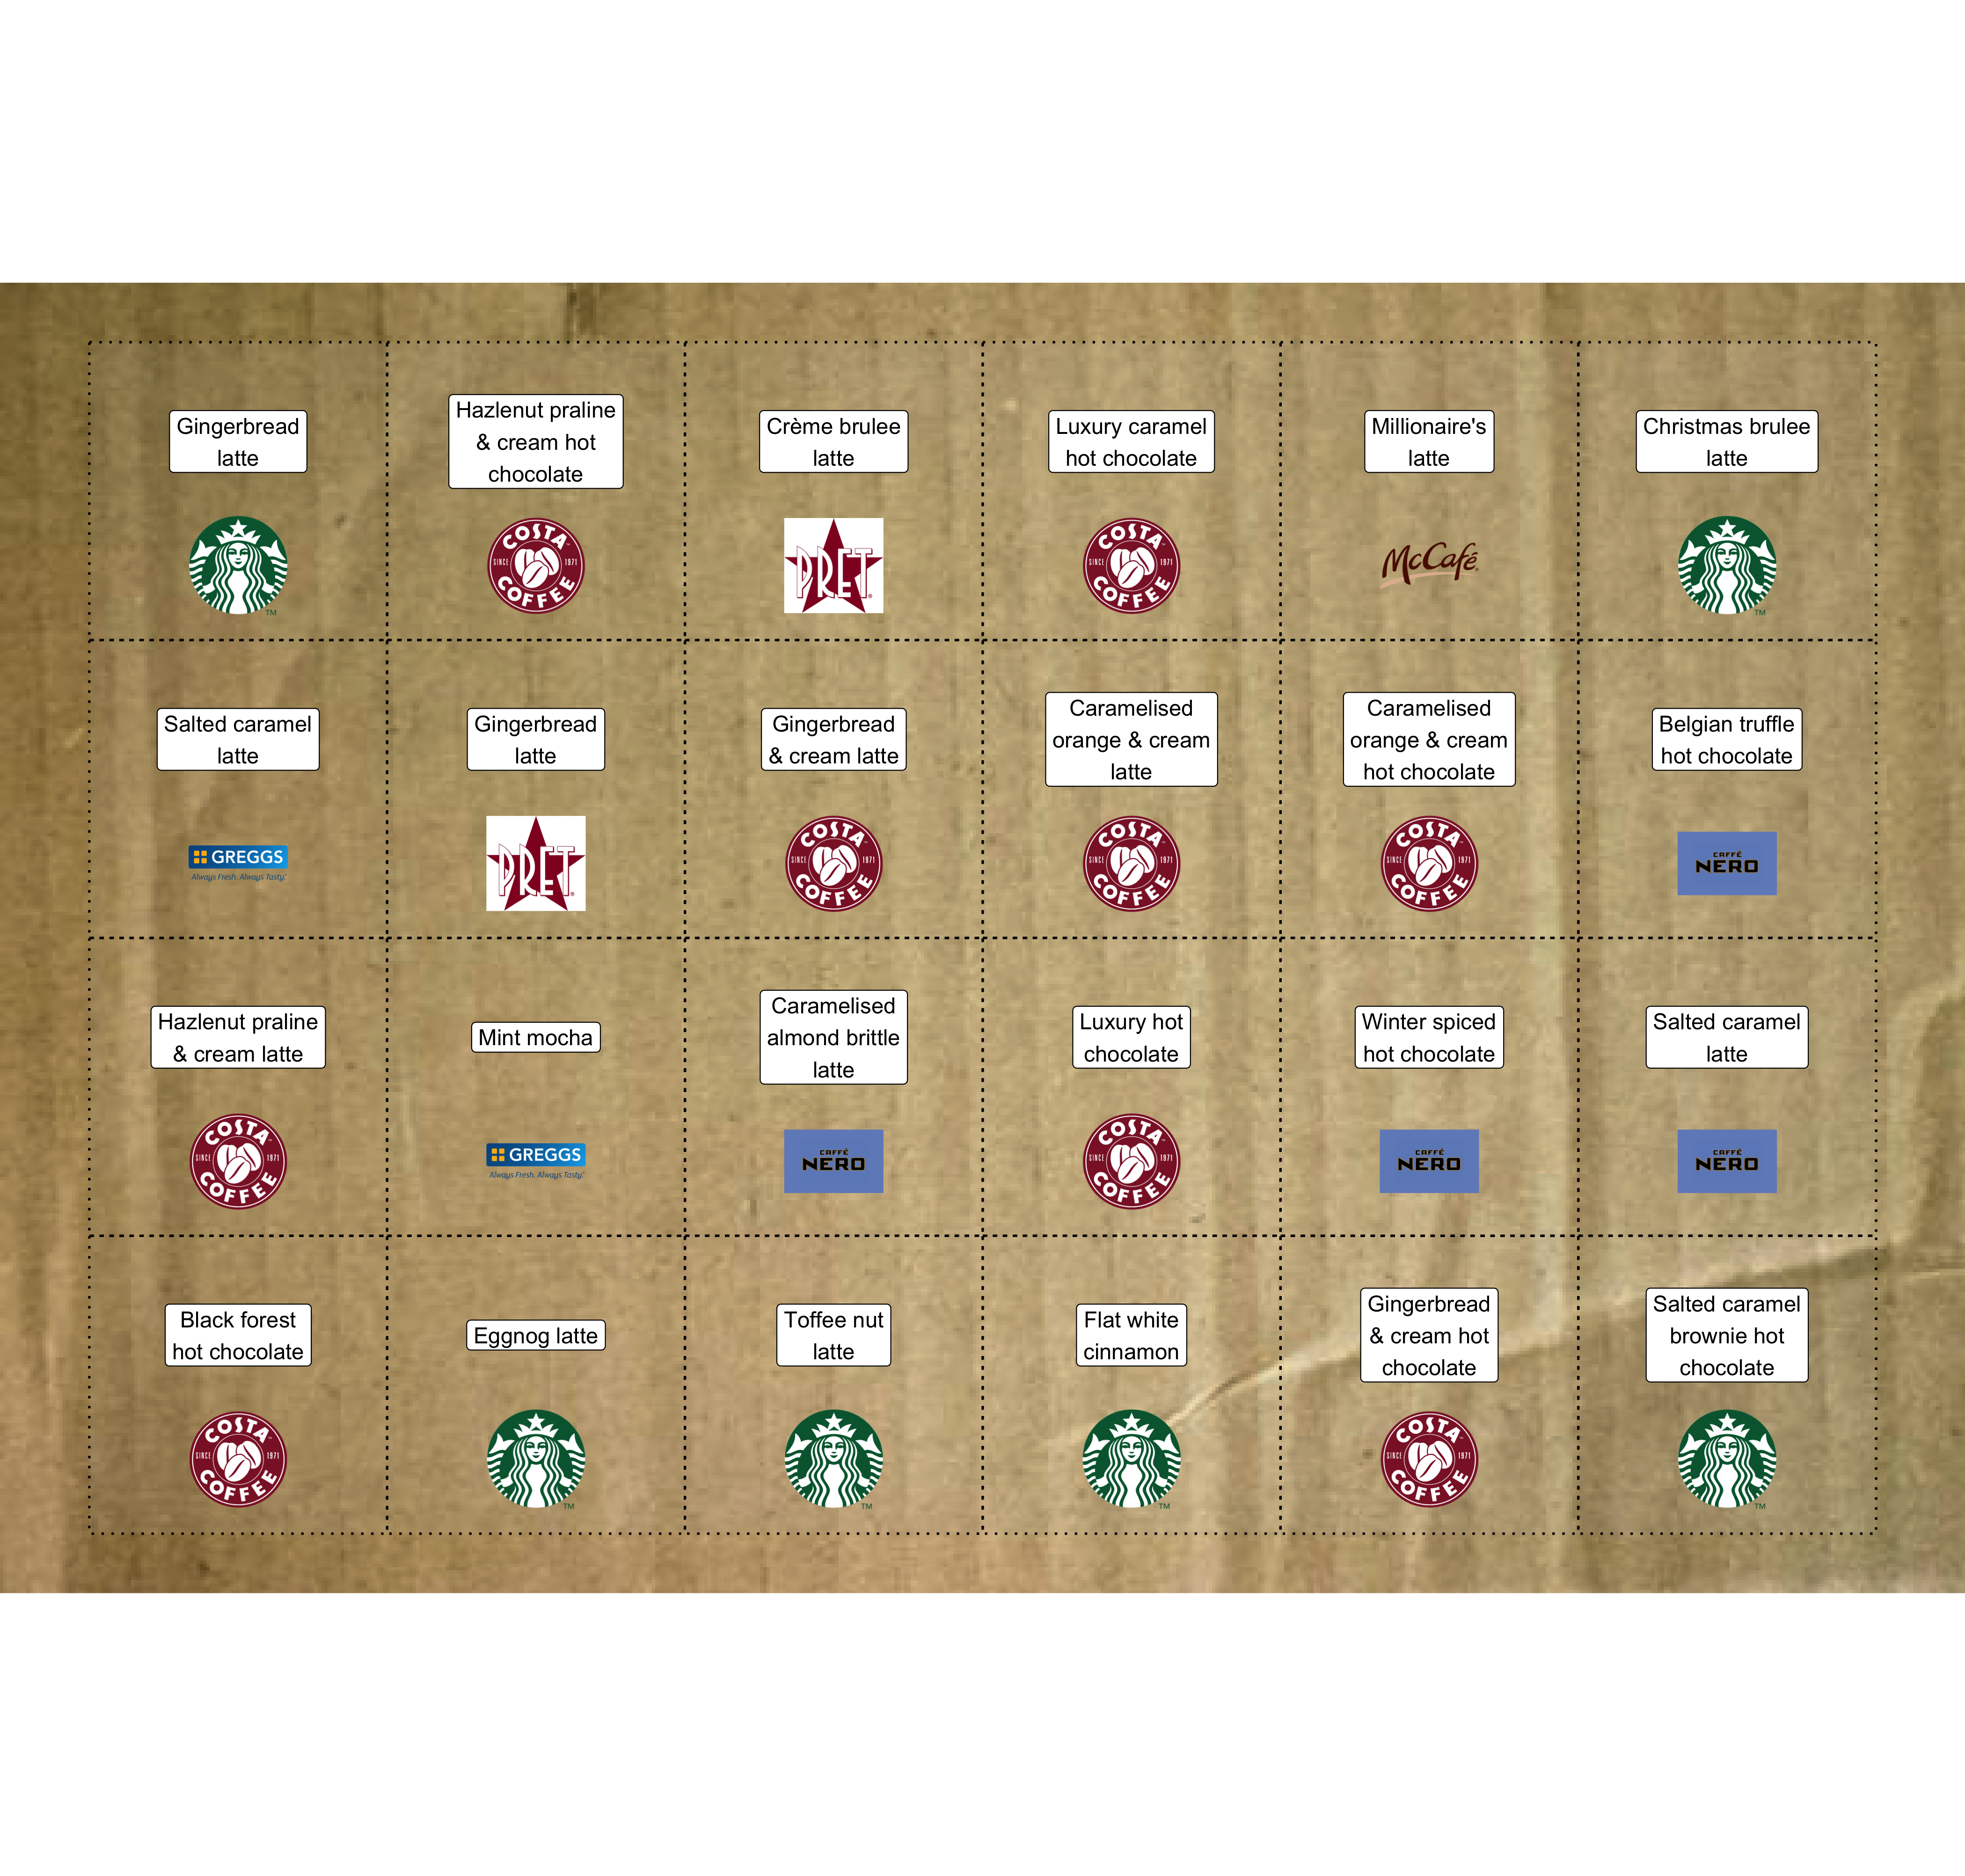 Gingerbread
latte
Hazlenut praline
& cream hot
chocolate
Crème brulee
latte
Luxury caramel
hot chocolate
Millionaire's
latte
Christmas brulee
latte
TM
COSTA
SINCE 1971
COFFEE
PRET
COSTA
SINCE 1971
COFFEE
McCafé
TM
Salted caramel
latte
Gingerbread
latte
Gingerbread
& cream latte
Caramelised
orange & cream
latte
Caramelised
orange & cream
hot chocolate
Belgian truffle
hot chocolate
GREGGS
Always Fresh. Always Tasty.
PRET
COSTA
SINCE 1971
COFFEE
COSTA
SINCE 1971
COFFEE
COSTA
SINCE 1971
COFFEE
CAFFÈ
NERO
Hazlenut praline
& cream latte
Mint mocha
Caramelised
almond brittle
latte
Luxury hot
chocolate
Winter spiced
hot chocolate
Salted caramel
latte
COSTA
SINCE 1971
COFFEE
GREGGS
Always Fresh. Always Tasty.
CAFFÈ
NERO
COSTA
SINCE 1971
COFFEE
CAFFÈ
NERO
CAFFÈ
NERO
Black forest
hot chocolate
Eggnog latte
Toffee nut
latte
Flat white
cinnamon
Gingerbread
& cream hot
chocolate
Salted caramel
brownie hot
chocolate
COSTA
SINCE 1971
COFFEE
TM
TM
TM
COSTA
SINCE 1971
COFFEE
TM